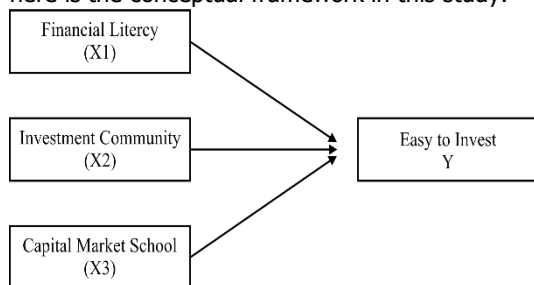 here is the conceptual framework in this study.
Financial Litercy
(X1)
Investment Community
(X2)
Easy to Invest
Y
Capital Market School
(X3)